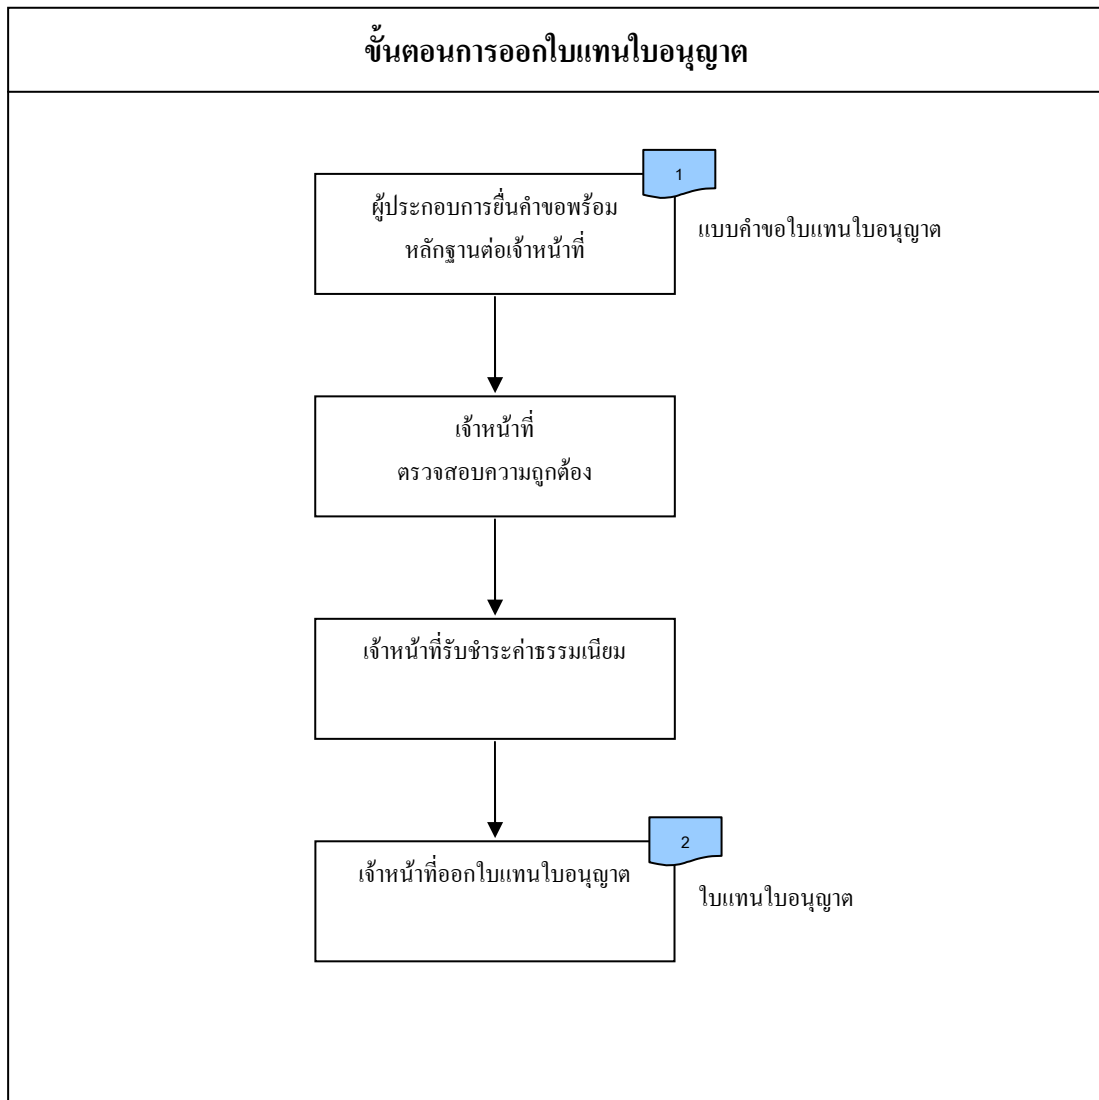 ขั้นตอนการออกใบแทนใบอนุญาต
1
ผู้ประกอบการยื่นคำขอพร้อม
หลักฐานต่อเจ้าหน้าที่
แบบคำขอใบแทนใบอนุญาต
เจ้าหน้าที่
ตรวจสอบความถูกต้อง
เจ้าหน้าที่รับชำระค่าธรรมเนียม
2
เจ้าหน้าที่ออกใบแทนใบอนุญาต
ใบแทนใบอนุญาต